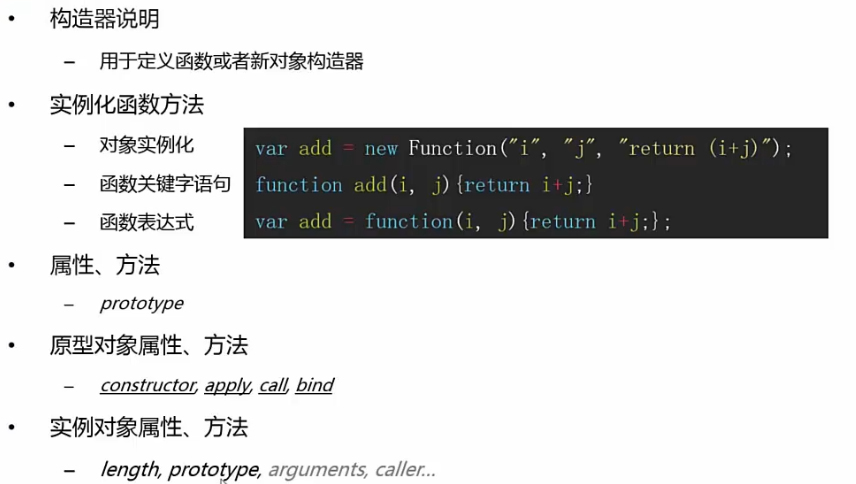 • 构造器说明
– 用于定义函数或者新对象构造器
• 实例化函数方法
– 对象实例化
var add = new Function("i", "j", "return (i+j)");
– 函数关键字语句
function add(i, j){return i+j;}
– 函数表达式
var add = function(i, j){return i+j;};
• 属性、方法
– prototype
• 原型对象属性、方法
– constructor, apply, call, bind
• 实例对象属性、方法
– length, prototype, arguments, caller...